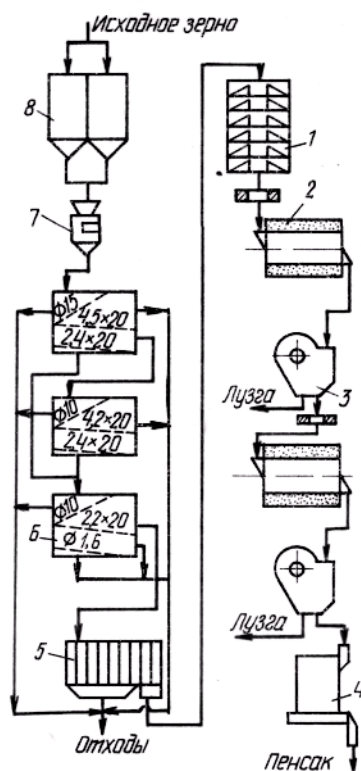 Исходное зерно
8
1
7
2
Ф15
4,5×20
2,4×20
3
Лузга
Ф10
4,2×20
2,4×20
Ф10
2,2×20
6
Ф 1,6
Лузга
5
4
Отходы
Пенсак